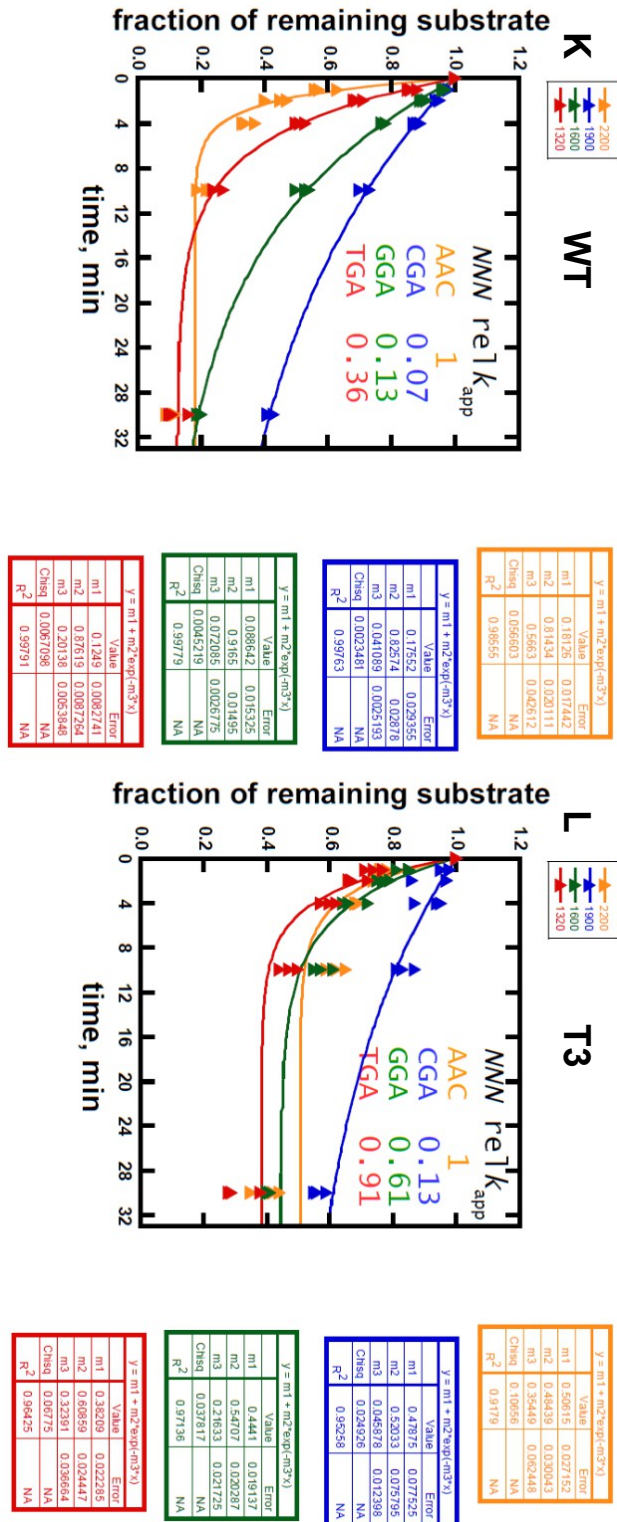 K
2200
1900
1600
1320
WT
fraction of remaining substrate
1.2
1.0
0.8
0.6
0.4
0.2
0.0
0 4 8 12 16 20 24 28 32
time, min
NNN relk app
AAC 1
CGA 0.07
GGA 0.13
TGA 0.36
y = m1 + m2*exp(-m3*x)
Value Error
m1 0.18126 0.017442
m2 0.81434 0.020111
m3 0.5663 0.042612
Chisq 0.056603 NA
R² 0.98555 NA
y = m1 + m2*exp(-m3*x)
Value Error
m1 0.17552 0.029355
m2 0.82574 0.02878
m3 0.041089 0.0025193
Chisq 0.0023481 NA
R² 0.99763 NA
y = m1 + m2*exp(-m3*x)
Value Error
m1 0.088642 0.015325
m2 0.9165 0.01495
m3 0.072085 0.0026775
Chisq 0.0045219 NA
R² 0.99779 NA
y = m1 + m2*exp(-m3*x)
Value Error
m1 0.1249 0.0082741
m2 0.87619 0.0087264
m3 0.20138 0.0053848
Chisq 0.0067098 NA
R² 0.99791 NA
L
2200
1900
1600
1320
T3
fraction of remaining substrate
1.2
1.0
0.8
0.6
0.4
0.2
0.0
0 4 8 12 16 20 24 28 32
time, min
NNN relk app
AAC 1
CGA 0.13
GGA 0.61
TGA 0.91
y = m1 + m2*exp(-m3*x)
Value Error
m1 0.50615 0.027152
m2 0.48439 0.030043
m3 0.35449 0.062448
Chisq 0.10656 NA
R² 0.9179 NA
y = m1 + m2*exp(-m3*x)
Value Error
m1 0.47875 0.077525
m2 0.52033 0.075795
m3 0.045878 0.012398
Chisq 0.024926 NA
R² 0.95258 NA
y = m1 + m2*exp(-m3*x)
Value Error
m1 0.4441 0.019137
m2 0.54707 0.020287
m3 0.21633 0.021725
Chisq 0.037817 NA
R² 0.97136 NA
y = m1 + m2*exp(-m3*x)
Value Error
m1 0.38209 0.022285
m2 0.60859 0.024447
m3 0.32391 0.036664
Chisq 0.06775 NA
R² 0.96425 NA